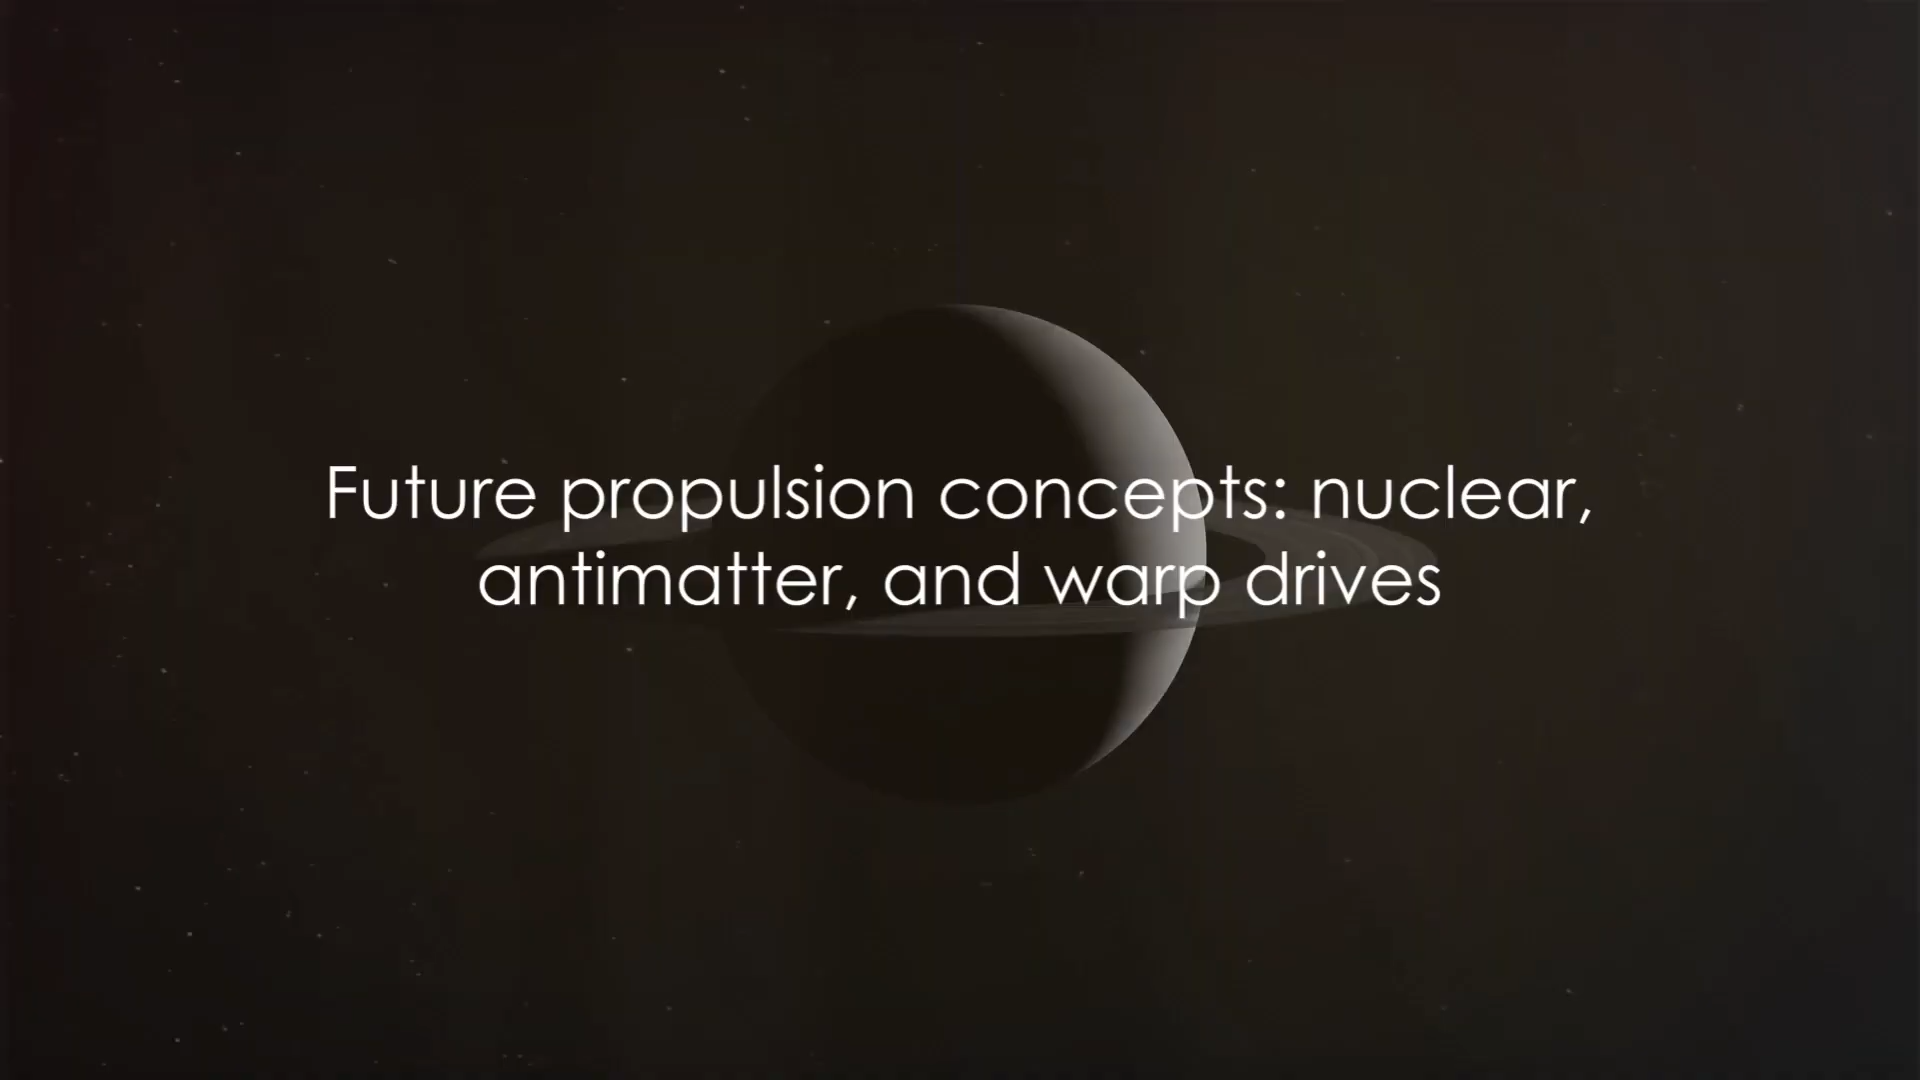 Future propulsion concepts: nuclear,
antimatter, and warp drives